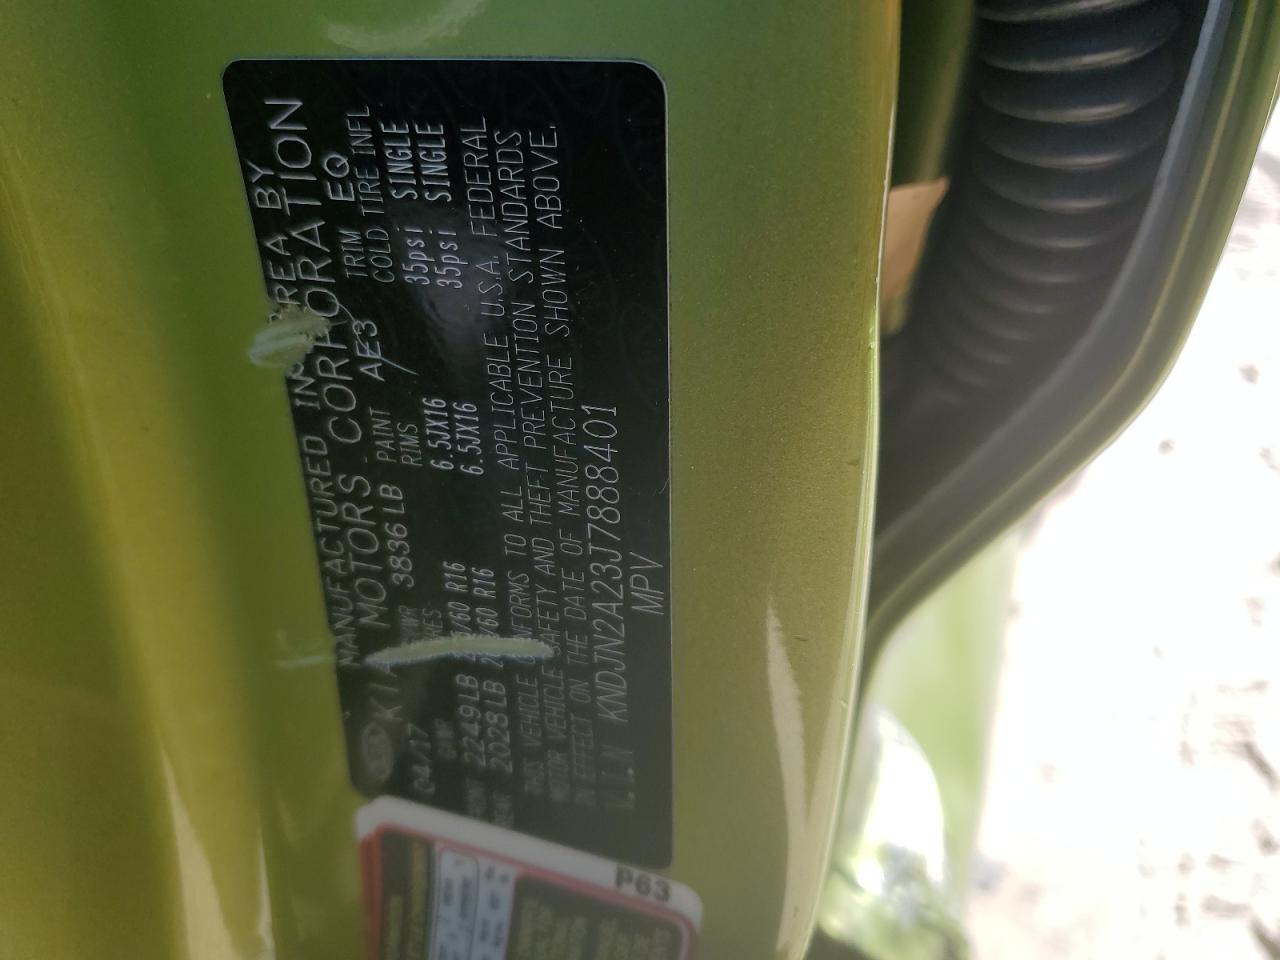 MANUFACTURED IN KOREA BY
KIA MOTORS CORPORATION
04/17 GVWR 3836 LB PAINT AE3 TRIM EQ
GAWR TIRES RIMS COLD TIRE INFL
2249LB /60 R16 6.5JX16 35psi SINGLE
REAR 2028LB /60 R16 6.5JX16 35psi SINGLE
THIS VEHICLE CONFORMS TO ALL APPLICABLE U.S.A. FEDERAL
MOTOR VEHICLE SAFETY AND THEFT PREVENTION STANDARDS
IN EFFECT ON THE DATE OF MANUFACTURE SHOWN ABOVE.
V.I.N KNDJN2A23J7888401
MPV
P63